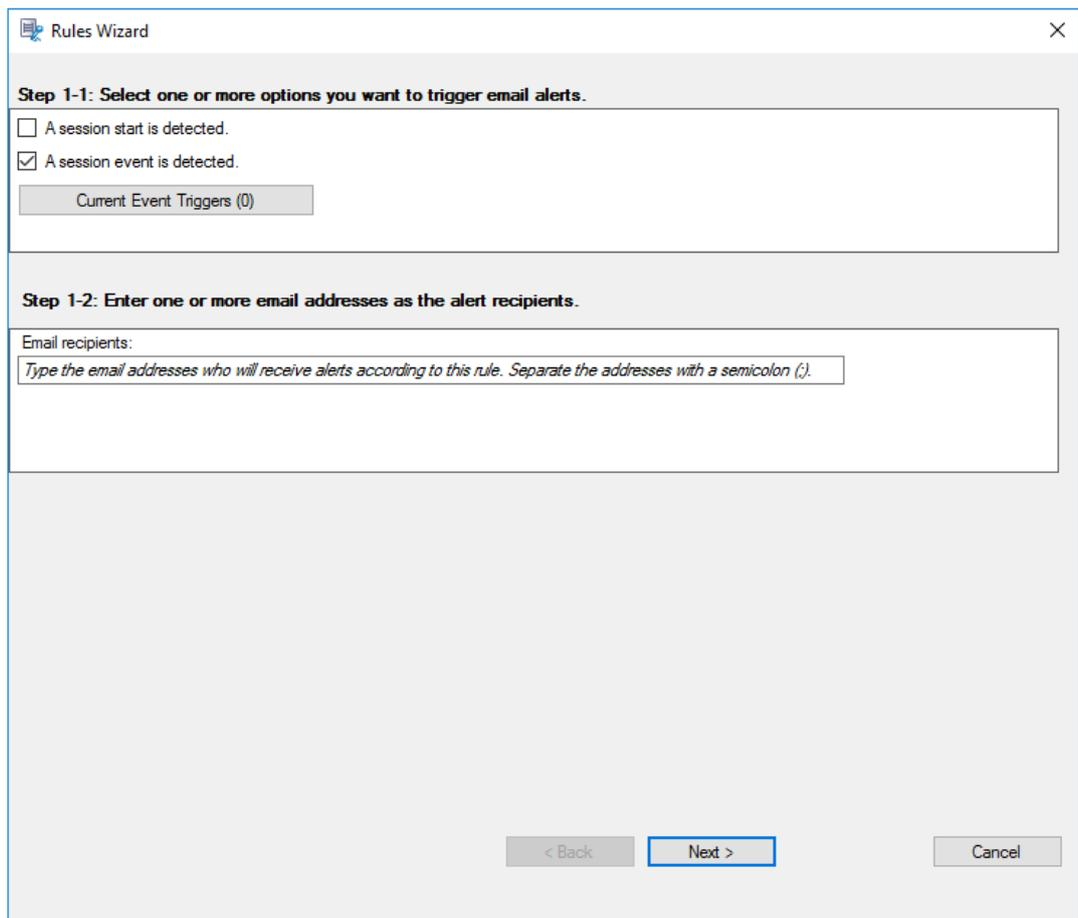 Rules Wizard
Step 1-1: Select one or more options you want to trigger email alerts.
A session start is detected.
A session event is detected.
Current Event Triggers (0)
Step 1-2: Enter one or more email addresses as the alert recipients.
Email recipients:
Type the email addresses who will receive alerts according to this rule. Separate the addresses with a semicolon (;).
< Back
Next >
Cancel